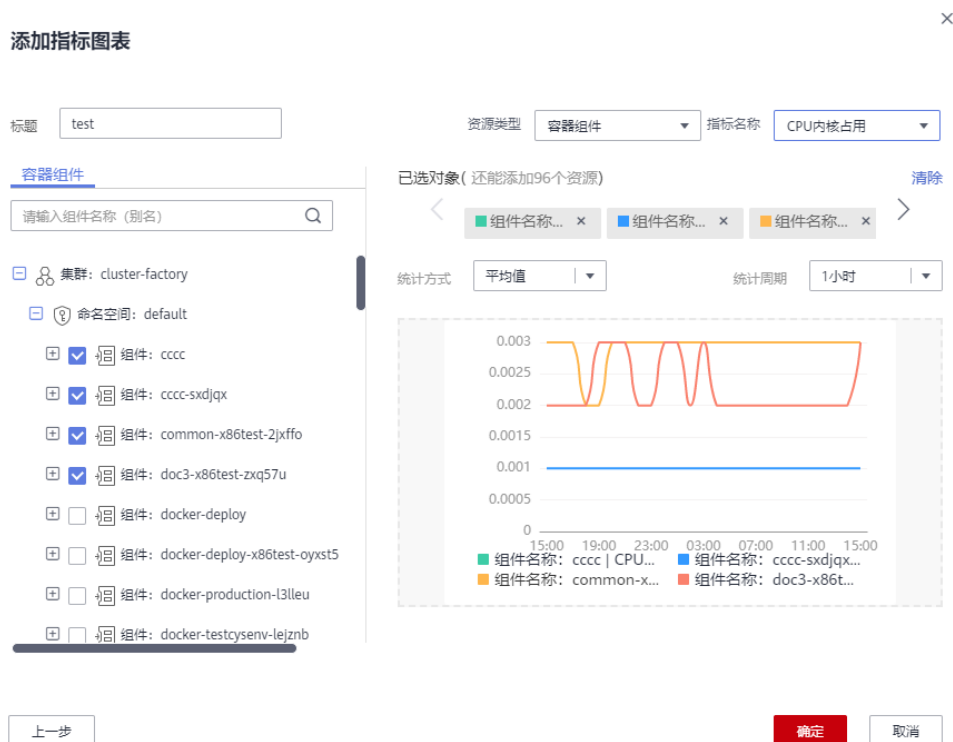 添加指标图表
标题 test 资源类型 容器组件 指标名称 CPU内核占用
容器组件
请输入组件名称（别名）
集群：cluster-factory
命名空间：default
组件：cccc
组件：cccc-sxdjqx
组件：common-x86test-2jxffo
组件：doc3-x86test-zxq57u
组件：docker-deploy
组件：docker-deploy-x86test-oyxst5
组件：docker-production-l3lleu
组件：docker-testcysenv-lejznb
已选对象( 还能添加96个资源) 清除
组件名称... × 组件名称... × 组件名称... ×
统计方式 平均值 统计周期 1小时
0.003
0.0025
0.002
0.0015
0.001
0.0005
0
15:00 19:00 23:00 03:00 07:00 11:00 15:00
组件名称：cccc | CPU... 组件名称：cccc-sxdjqx...
组件名称：common-x... 组件名称：doc3-x86t...
上一步 确定 取消